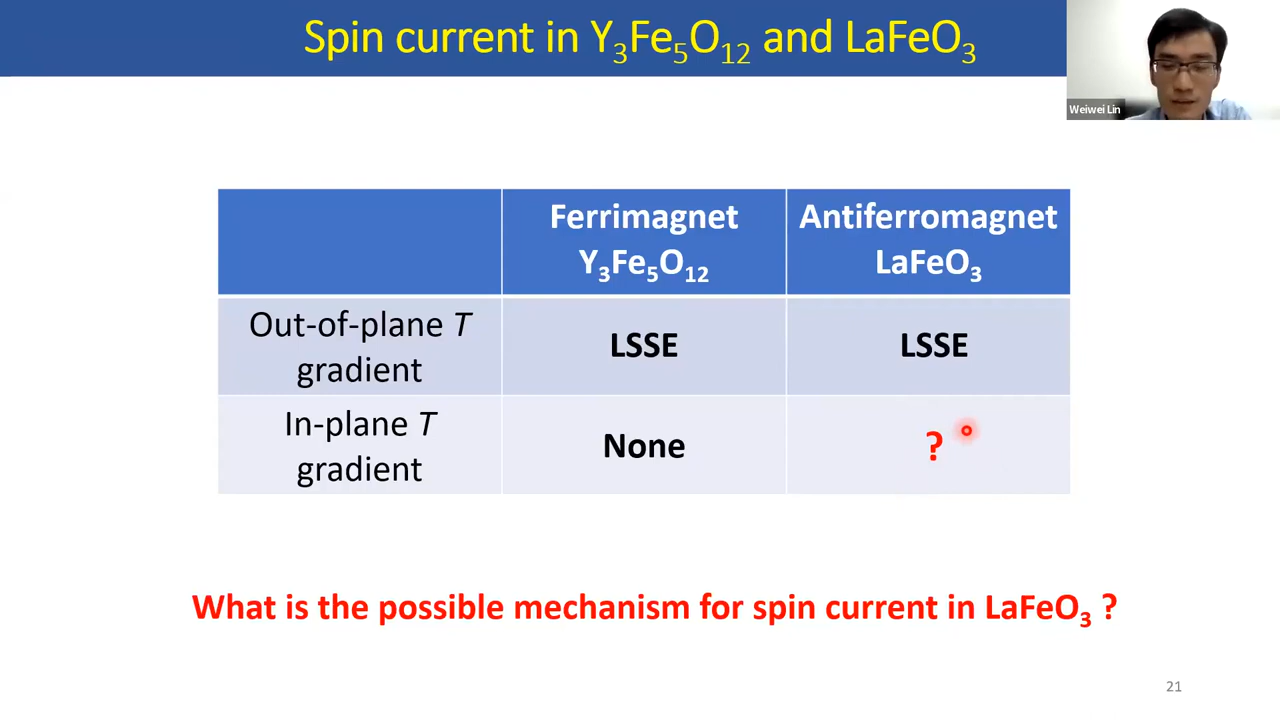 Spin current in Y₃Fe₅O₁₂ and LaFeO₃
Weiwei Lin
Ferrimagnet
Y₃Fe₅O₁₂
Antiferromagnet
LaFeO₃
Out-of-plane T
gradient
LSSE
LSSE
In-plane T
gradient
None
?
What is the possible mechanism for spin current in LaFeO₃ ?
21